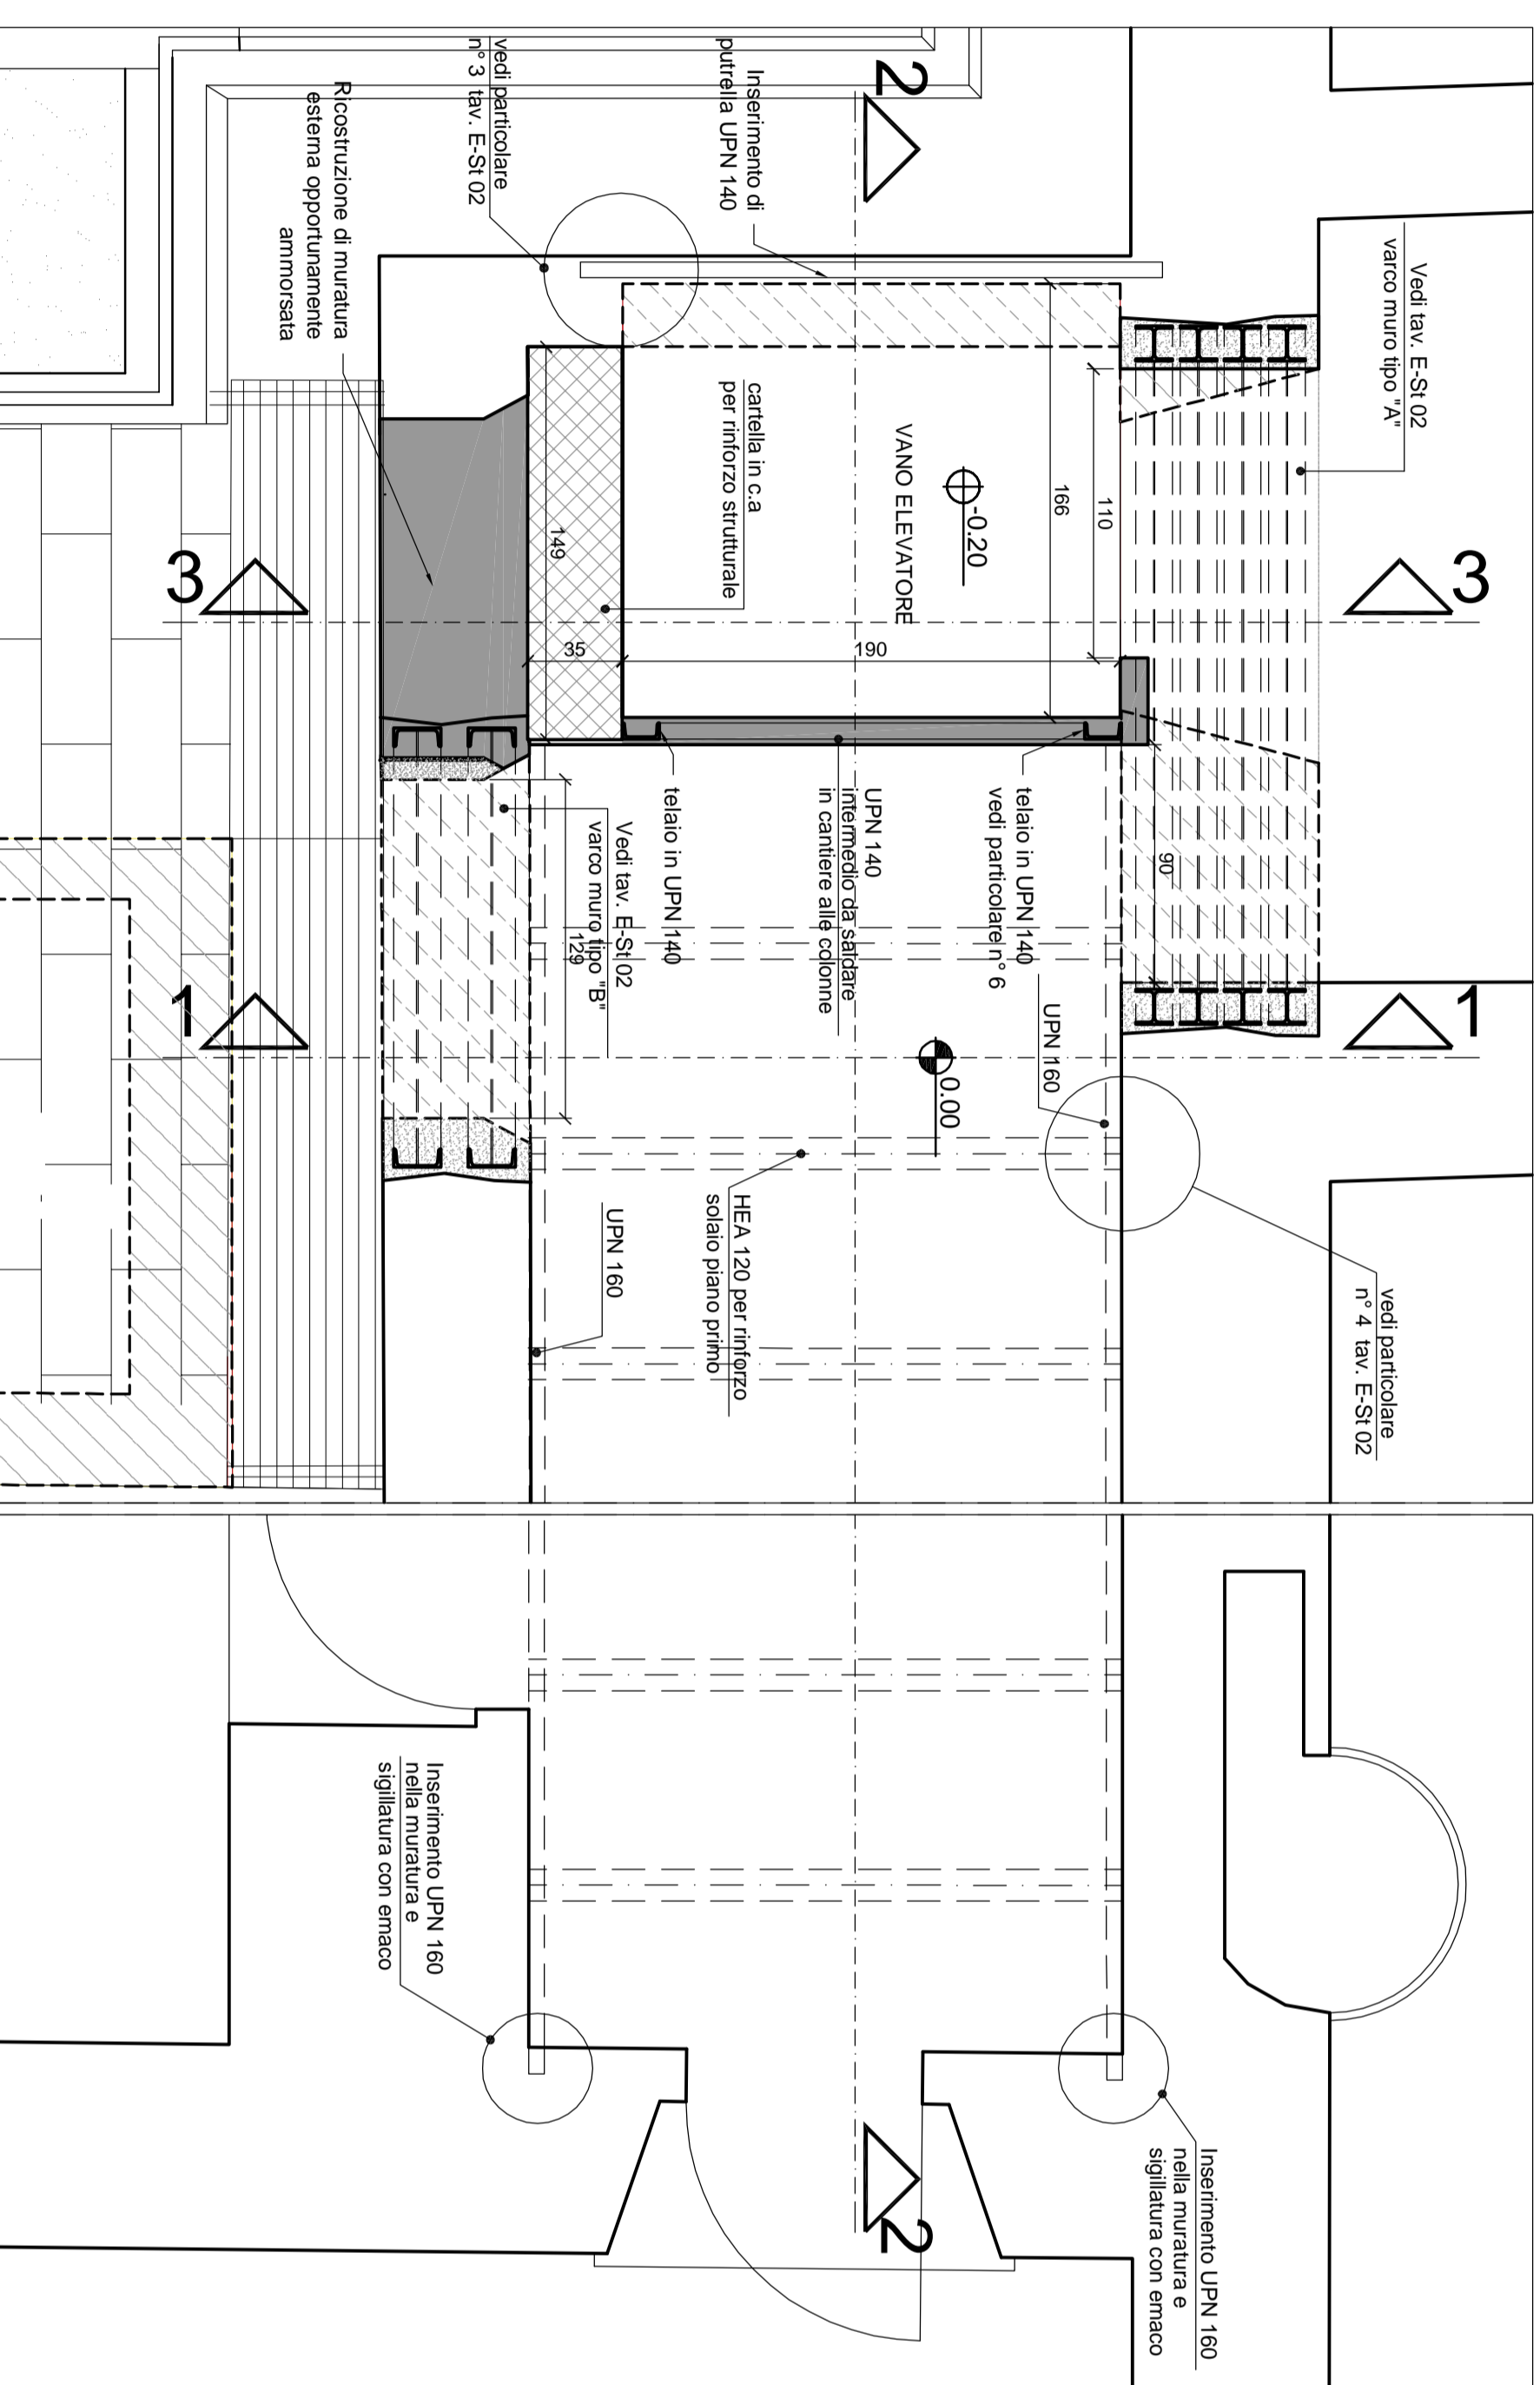 2
Inserimento di
putrella UPN 140
vedi particolare
n° 3 tav. E-St 02
Ricostruzione di muratura
esterna opportunamente
ammorsata
Vedi tav. E-St 02
varco muro tipo "A"
cartella in c.a
per rinforzo strutturale
VANO ELEVATORE
-0.20
166
110
149
35
190
3
3
telaio in UPN 140
vedi particolare n° 6
UPN 140
intermedio da saldare
in cantiere alle colonne
telaio in UPN 140
Vedi tav. E-St 02
varco muro tipo "B"
129
90
1
1
UPN 160
0.00
HEA 120 per rinforzo
solaio piano primo
UPN 160
vedi particolare
n° 4 tav. E-St 02
Inserimento UPN 160
nella muratura e
sigillatura con emaco
Inserimento UPN 160
nella muratura e
sigillatura con emaco
2